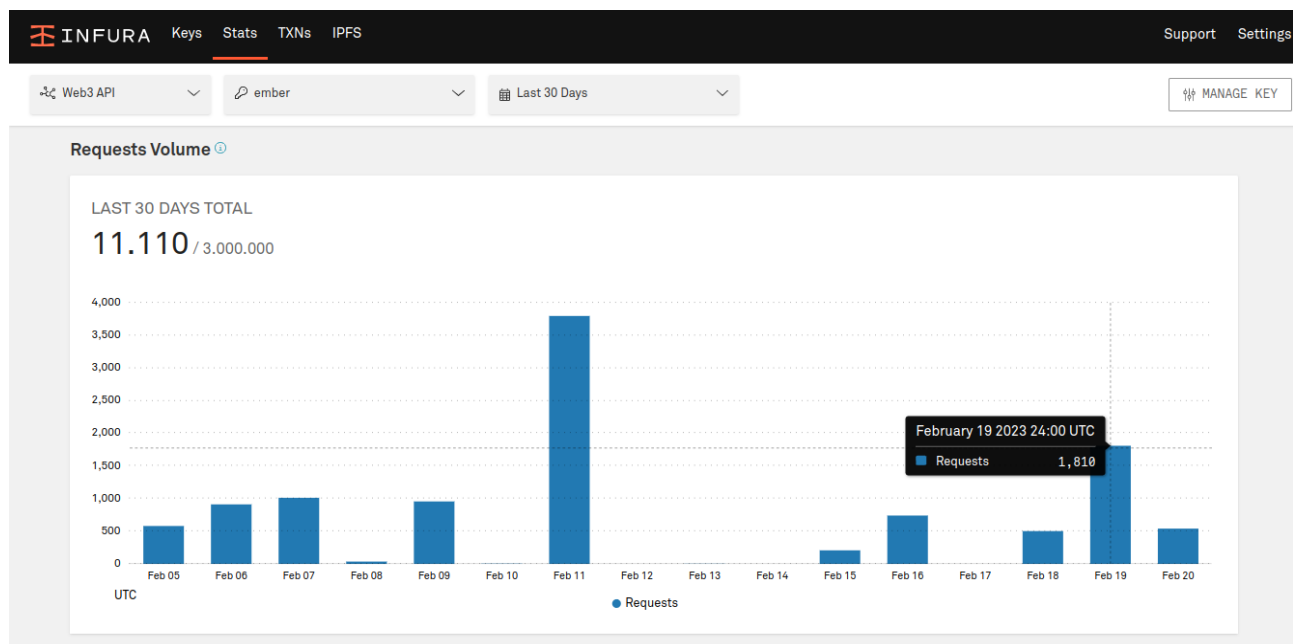 INFURA Keys Stats TXNs IPFS Support Settings
Web3 API ember Last 30 Days MANAGE KEY
Requests Volume
LAST 30 DAYS TOTAL
11.110 / 3.000.000
4,000
3,500
3,000
2,500
2,000
1,500
1,000
500
0
February 19 2023 24:00 UTC
Requests 1,810
Feb 05 Feb 06 Feb 07 Feb 08 Feb 09 Feb 10 Feb 11 Feb 12 Feb 13 Feb 14 Feb 15 Feb 16 Feb 17 Feb 18 Feb 19 Feb 20
UTC
Requests